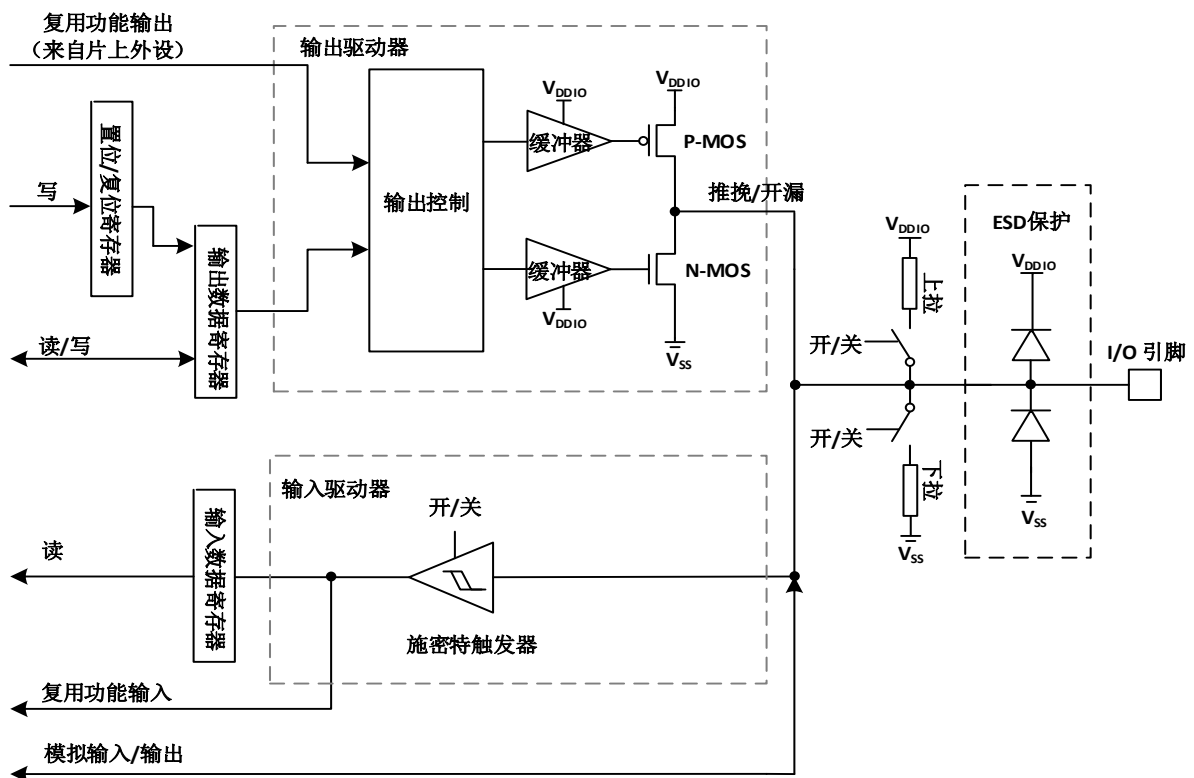 复用功能输出
（来自片上外设）
输出驱动器
VDDIO
VDDIO
缓冲器
P-MOS
置位/复位寄存器
写
输出控制
推挽/开漏
ESD保护
VDDIO
VDDIO
输出数据寄存器
缓冲器
N-MOS
上拉
VDDIO
读/写
VSS
开/关
I/O 引脚
开/关
输入驱动器
下拉
开/关
VSS
VSS
读
输入数据寄存器
施密特触发器
复用功能输入
模拟输入/输出